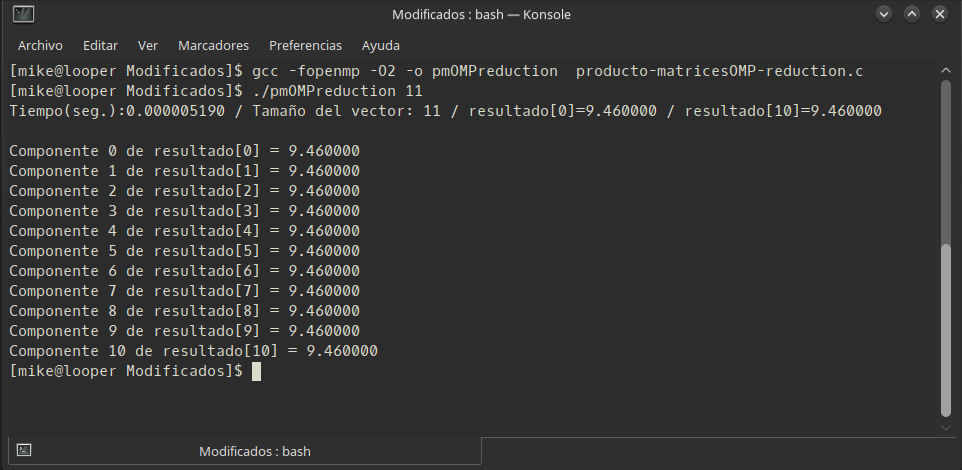 Modificados : bash — Konsole
Archivo Editar Ver Marcadores Preferencias Ayuda
[mike@looper Modificados]$ gcc -fopenmp -O2 -o pmOMPreduction  producto-matricesOMP-reduction.c
[mike@looper Modificados]$ ./pmOMPreduction 11
Tiempo(seg.):0.000005190 / Tamaño del vector: 11 / resultado[0]=9.460000 / resultado[10]=9.460000
Componente 0 de resultado[0] = 9.460000
Componente 1 de resultado[1] = 9.460000
Componente 2 de resultado[2] = 9.460000
Componente 3 de resultado[3] = 9.460000
Componente 4 de resultado[4] = 9.460000
Componente 5 de resultado[5] = 9.460000
Componente 6 de resultado[6] = 9.460000
Componente 7 de resultado[7] = 9.460000
Componente 8 de resultado[8] = 9.460000
Componente 9 de resultado[9] = 9.460000
Componente 10 de resultado[10] = 9.460000
[mike@looper Modificados]$
Modificados : bash